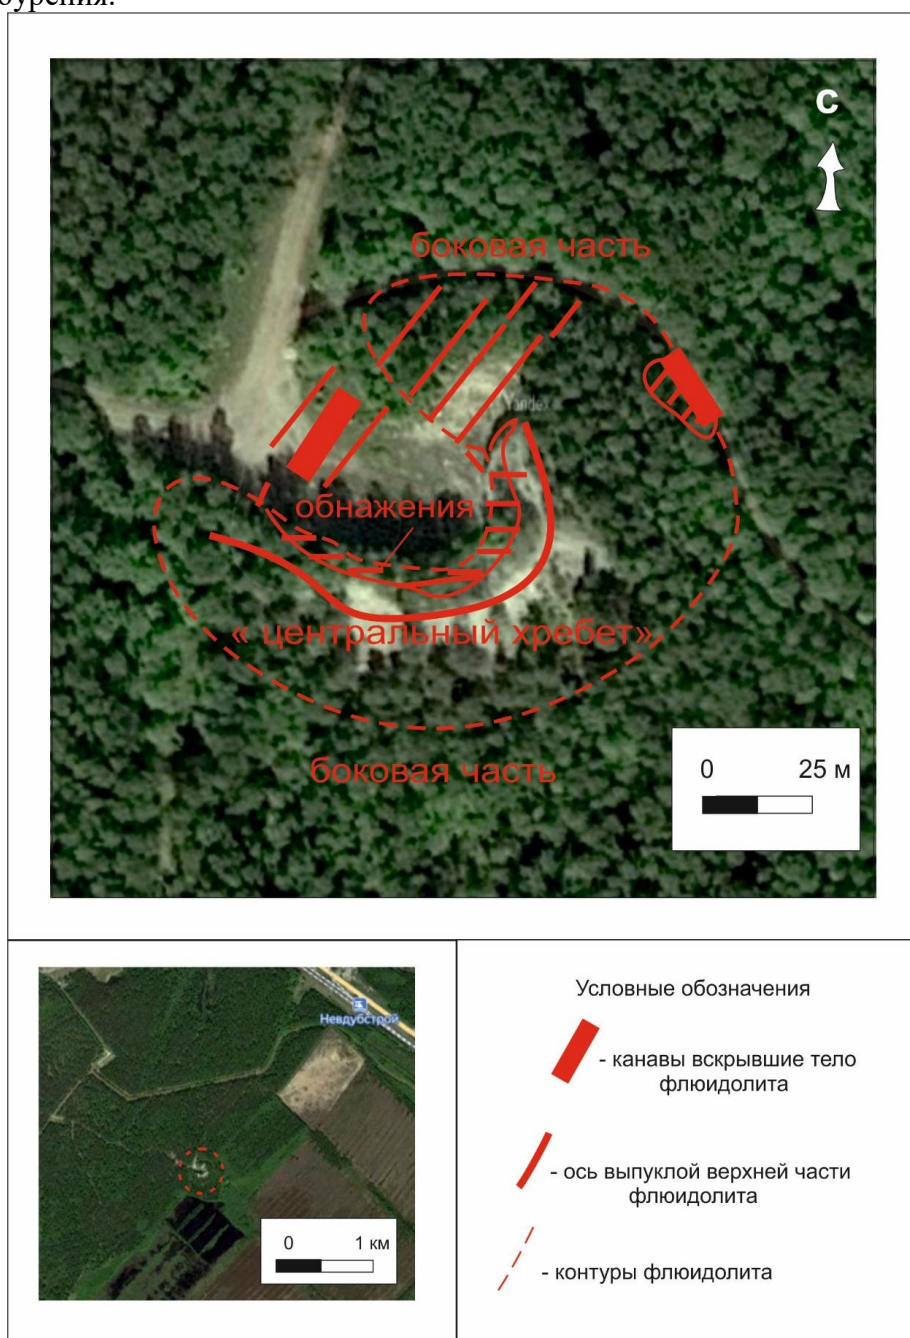 бурения.
С
боковая часть
Yandex
обнажения
« центральный хребет»
боковая часть
0 25 м
Невдубстрой
0 1 км
Условные обозначения
- канавы вскрывшие тело
флюидолита
- ось выпуклой верхней части
флюидолита
- контуры флюидолита